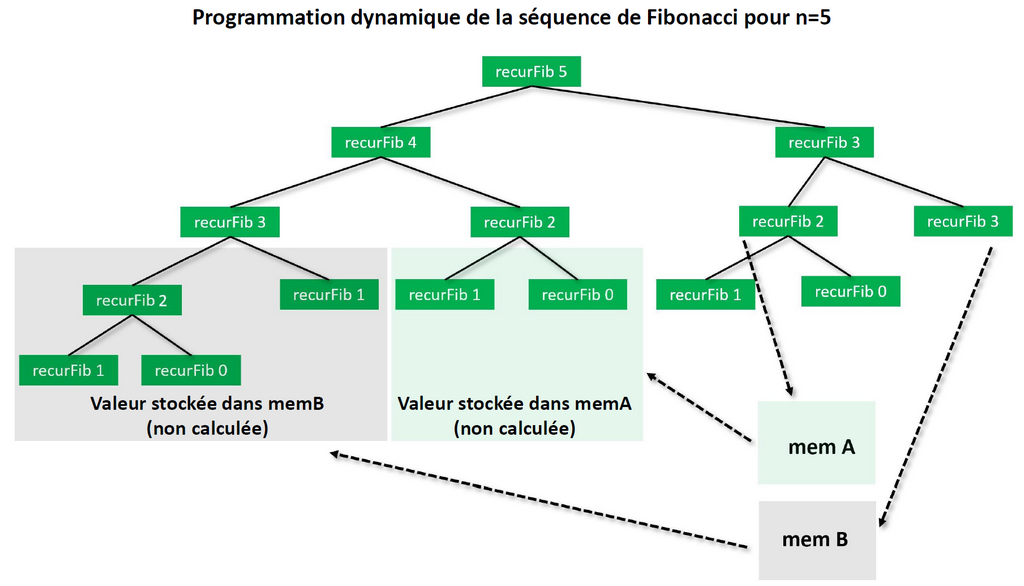 Programmation dynamique de la séquence de Fibonacci pour n=5
recurFib 5
recurFib 4
recurFib 3
recurFib 3
recurFib 2
recurFib 2
recurFib 3
recurFib 2
recurFib 1
recurFib 1
recurFib 0
recurFib 1
recurFib 0
recurFib 1
recurFib 0
Valeur stockée dans memB
(non calculée)
Valeur stockée dans memA
(non calculée)
mem A
mem B